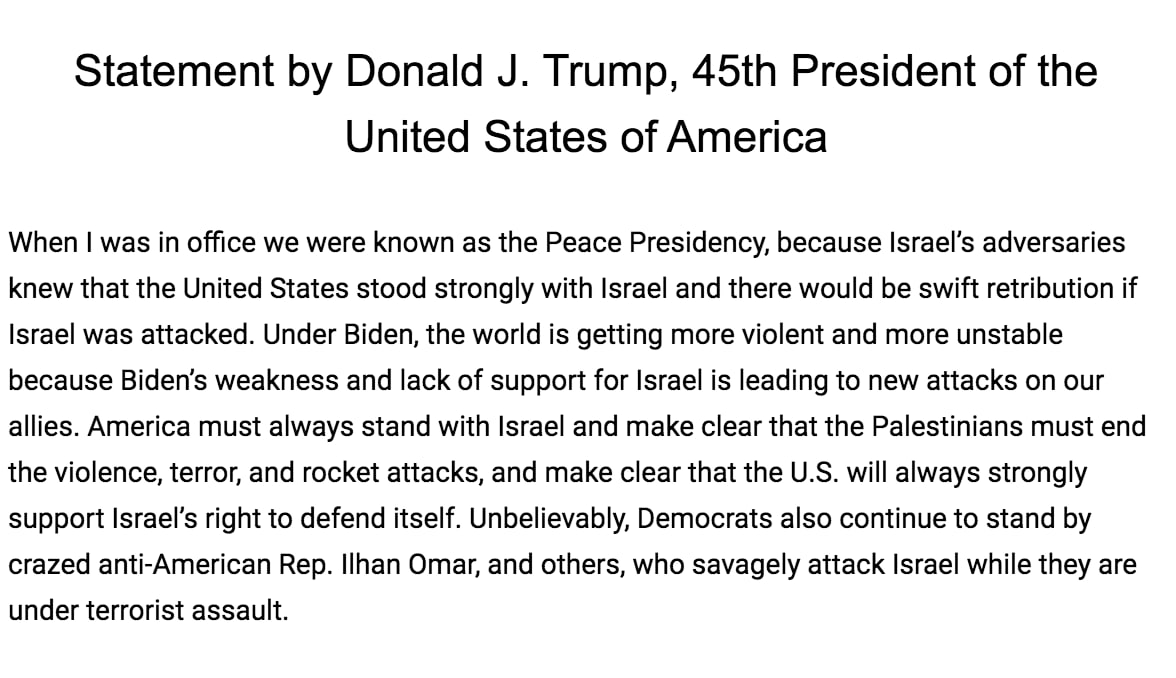 Statement by Donald J. Trump, 45th President of the
United States of America
When I was in office we were known as the Peace Presidency, because Israel’s adversaries
knew that the United States stood strongly with Israel and there would be swift retribution if
Israel was attacked. Under Biden, the world is getting more violent and more unstable
because Biden’s weakness and lack of support for Israel is leading to new attacks on our
allies. America must always stand with Israel and make clear that the Palestinians must end
the violence, terror, and rocket attacks, and make clear that the U.S. will always strongly
support Israel’s right to defend itself. Unbelievably, Democrats also continue to stand by
crazed anti-American Rep. Ilhan Omar, and others, who savagely attack Israel while they are
under terrorist assault.